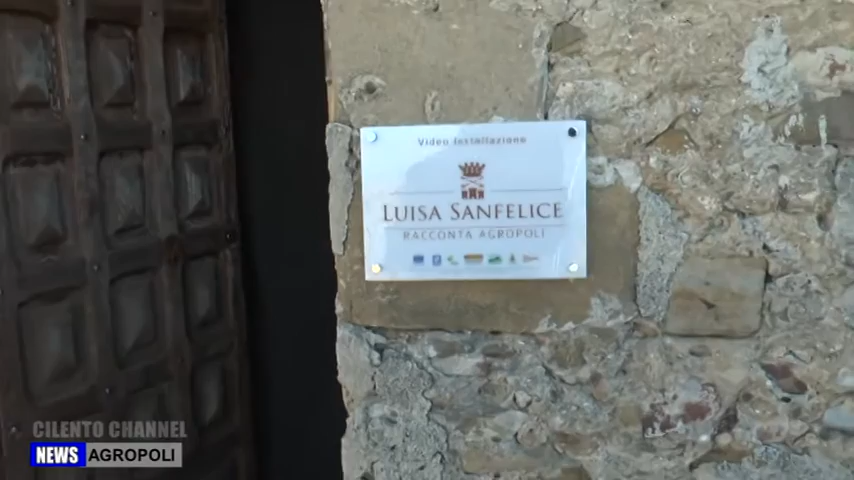 Video Installazione
LUISA SANFELICE
RACCONTA AGROPOLI
CILENTO CHANNEL
NEWS AGROPOLI